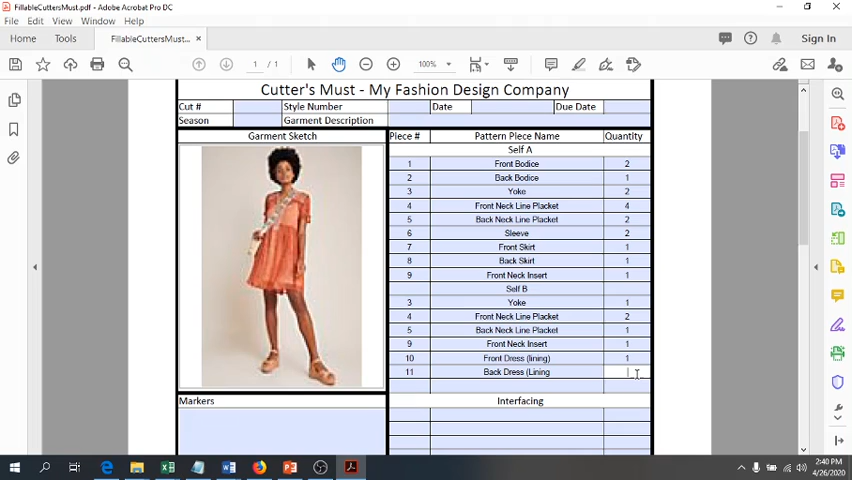 FillableCuttersMust.pdf - Adobe Acrobat Pro DC
File Edit View Window Help
Home Tools FillableCuttersMust... × Sign In
1 / 1 100%
Cutter's Must - My Fashion Design Company
Cut # Style Number Date Due Date
Season Garment Description
Garment Sketch Piece # Pattern Piece Name Quantity
Self A
1 Front Bodice 2
2 Back Bodice 1
3 Yoke 2
4 Front Neck Line Placket 4
5 Back Neck Line Placket 2
6 Sleeve 2
7 Front Skirt 1
8 Back Skirt 1
9 Front Neck Insert 1
Self B
3 Yoke 1
4 Front Neck Line Placket 2
5 Back Neck Line Placket 1
9 Front Neck Insert 1
10 Front Dress (lining) 1
11 Back Dress (Lining
Markers Interfacing
2:40 PM
4/26/2020